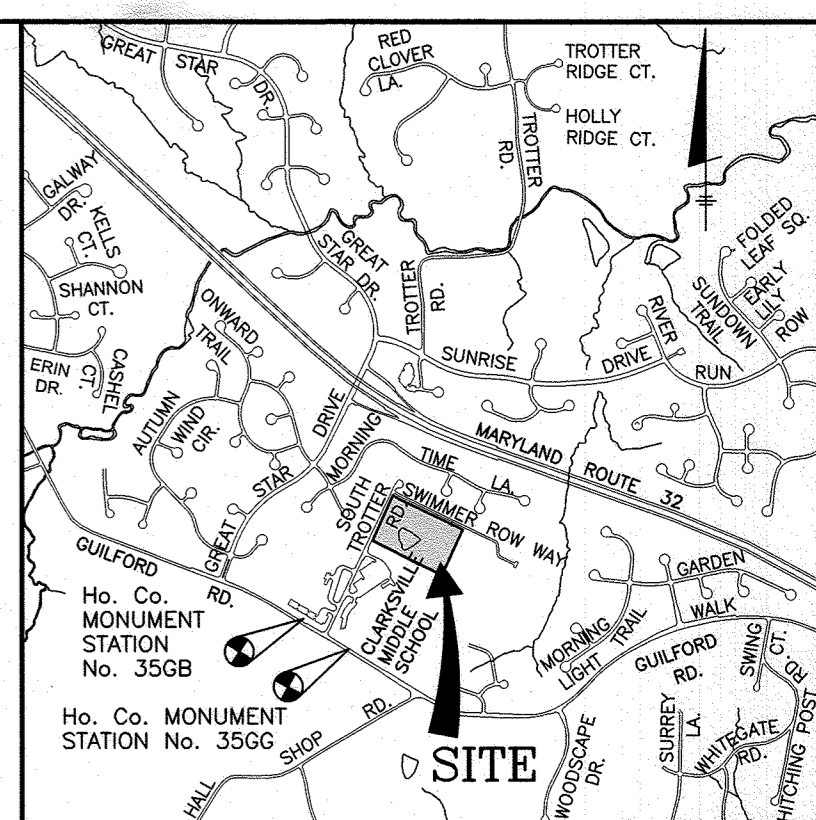 GREAT STAR DR.
RED
CLOVER
LA.
TROTTER
RIDGE CT.
HOLLY
RIDGE CT.
TROTTER
RD.
GALWAY
DR.
KELLS
CT.
SHANNON
CT.
ERIN
DR.
CASHEL
CT.
GREAT
STAR DR.
TROTTER
RD.
FOLDED
LEAF SQ.
EARLY
LILY
ROW
SUNDOWN
TRAIL
RIVER
RUN
ONWARD
TRAIL
SUNRISE DRIVE
AUTUMN
WIND
CIR.
GREAT STAR DRIVE
MORNING TIME LA.
MARYLAND ROUTE 32
SOUTH
TROTTER
RD.
SWIMMER ROW WAY
GUILFORD
RD.
CLARKSVILLE
MIDDLE
SCHOOL
GARDEN
WALK
MORNING
LIGHT TRAIL
GUILFORD
RD.
SWING
CT.
Ho. Co.
MONUMENT
STATION
No. 35GB
Ho. Co. MONUMENT
STATION No. 35GG
HALL SHOP RD.
SITE
WOODSCAPE
DR.
SURREY
LA.
WHITEGATE
RD.
HITCHING POST
RD.